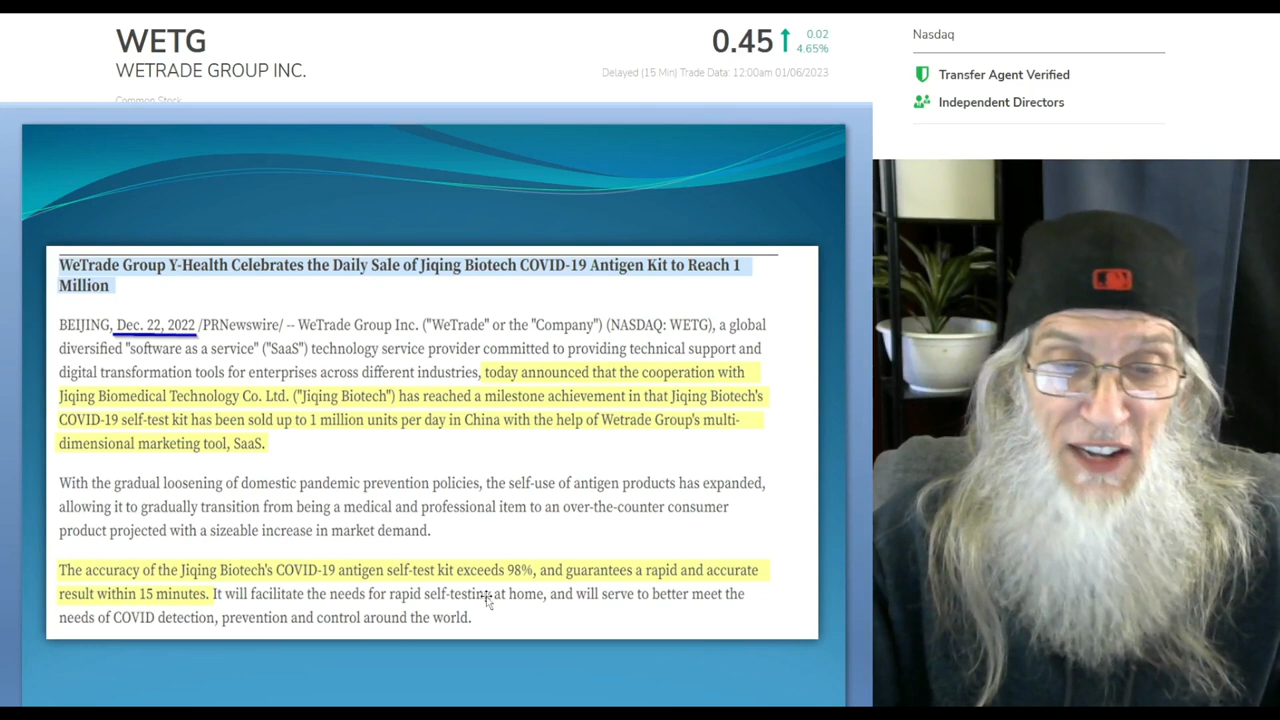 WETG
WETRADE GROUP INC.
Common Stock
0.45
0.02
4.65%
Delayed (15 Min) Trade Data: 12:00am 01/06/2023
Nasdaq
Transfer Agent Verified
Independent Directors
WeTrade Group Y-Health Celebrates the Daily Sale of Jiqing Biotech COVID-19 Antigen Kit to Reach 1
Million
BEIJING, Dec. 22, 2022 /PRNewswire/ -- WeTrade Group Inc. ("WeTrade" or the "Company") (NASDAQ: WETG), a global
diversified "software as a service" ("SaaS") technology service provider committed to providing technical support and
digital transformation tools for enterprises across different industries, today announced that the cooperation with
Jiqing Biomedical Technology Co. Ltd. ("Jiqing Biotech") has reached a milestone achievement in that Jiqing Biotech's
COVID-19 self-test kit has been sold up to 1 million units per day in China with the help of Wetrade Group's multi-
dimensional marketing tool, SaaS.
With the gradual loosening of domestic pandemic prevention policies, the self-use of antigen products has expanded,
allowing it to gradually transition from being a medical and professional item to an over-the-counter consumer
product projected with a sizeable increase in market demand.
The accuracy of the Jiqing Biotech's COVID-19 antigen self-test kit exceeds 98%, and guarantees a rapid and accurate
result within 15 minutes. It will facilitate the needs for rapid self-testing at home, and will serve to better meet the
needs of COVID detection, prevention and control around the world.